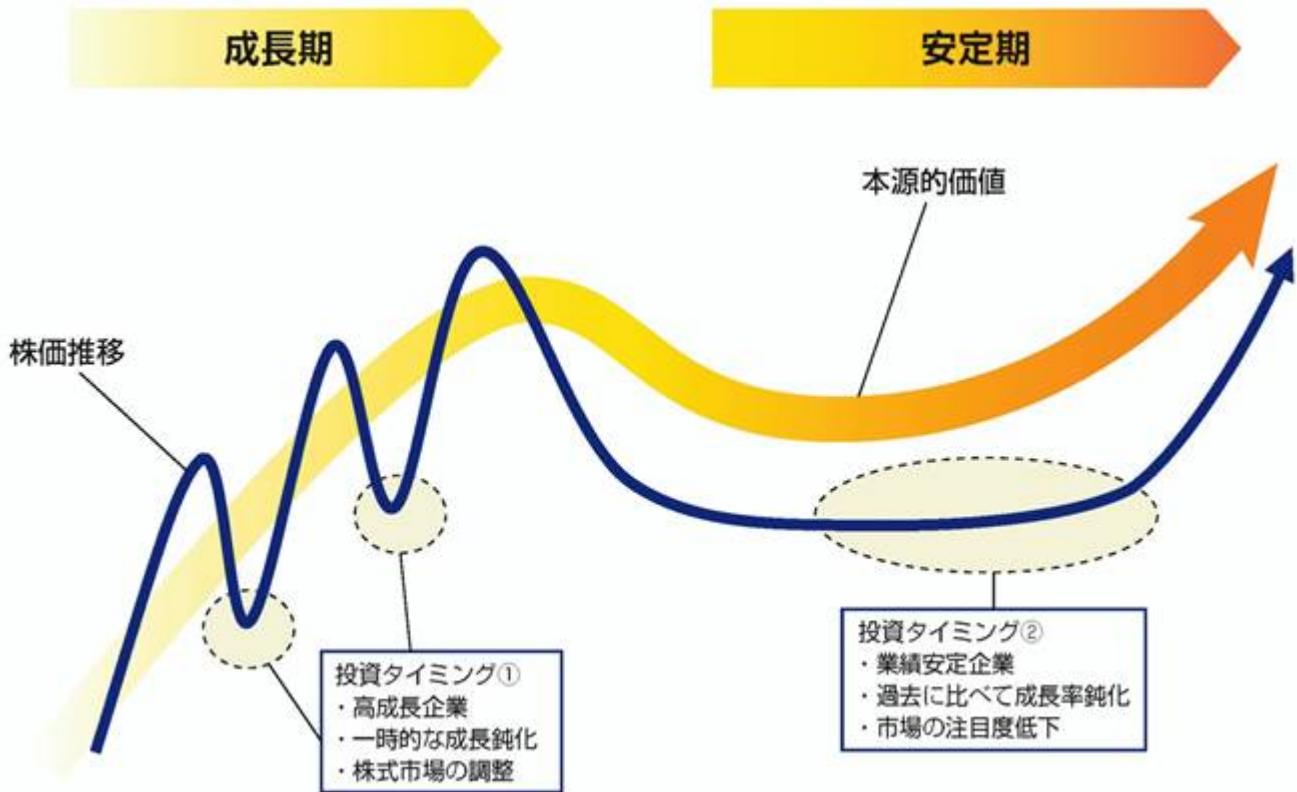 成長期
安定期
本源的価値
株価推移
投資タイミング①
・高成長企業
・一時的な成長鈍化
・株式市場の調整
投資タイミング②
・業績安定企業
・過去に比べて成長率鈍化
・市場の注目度低下